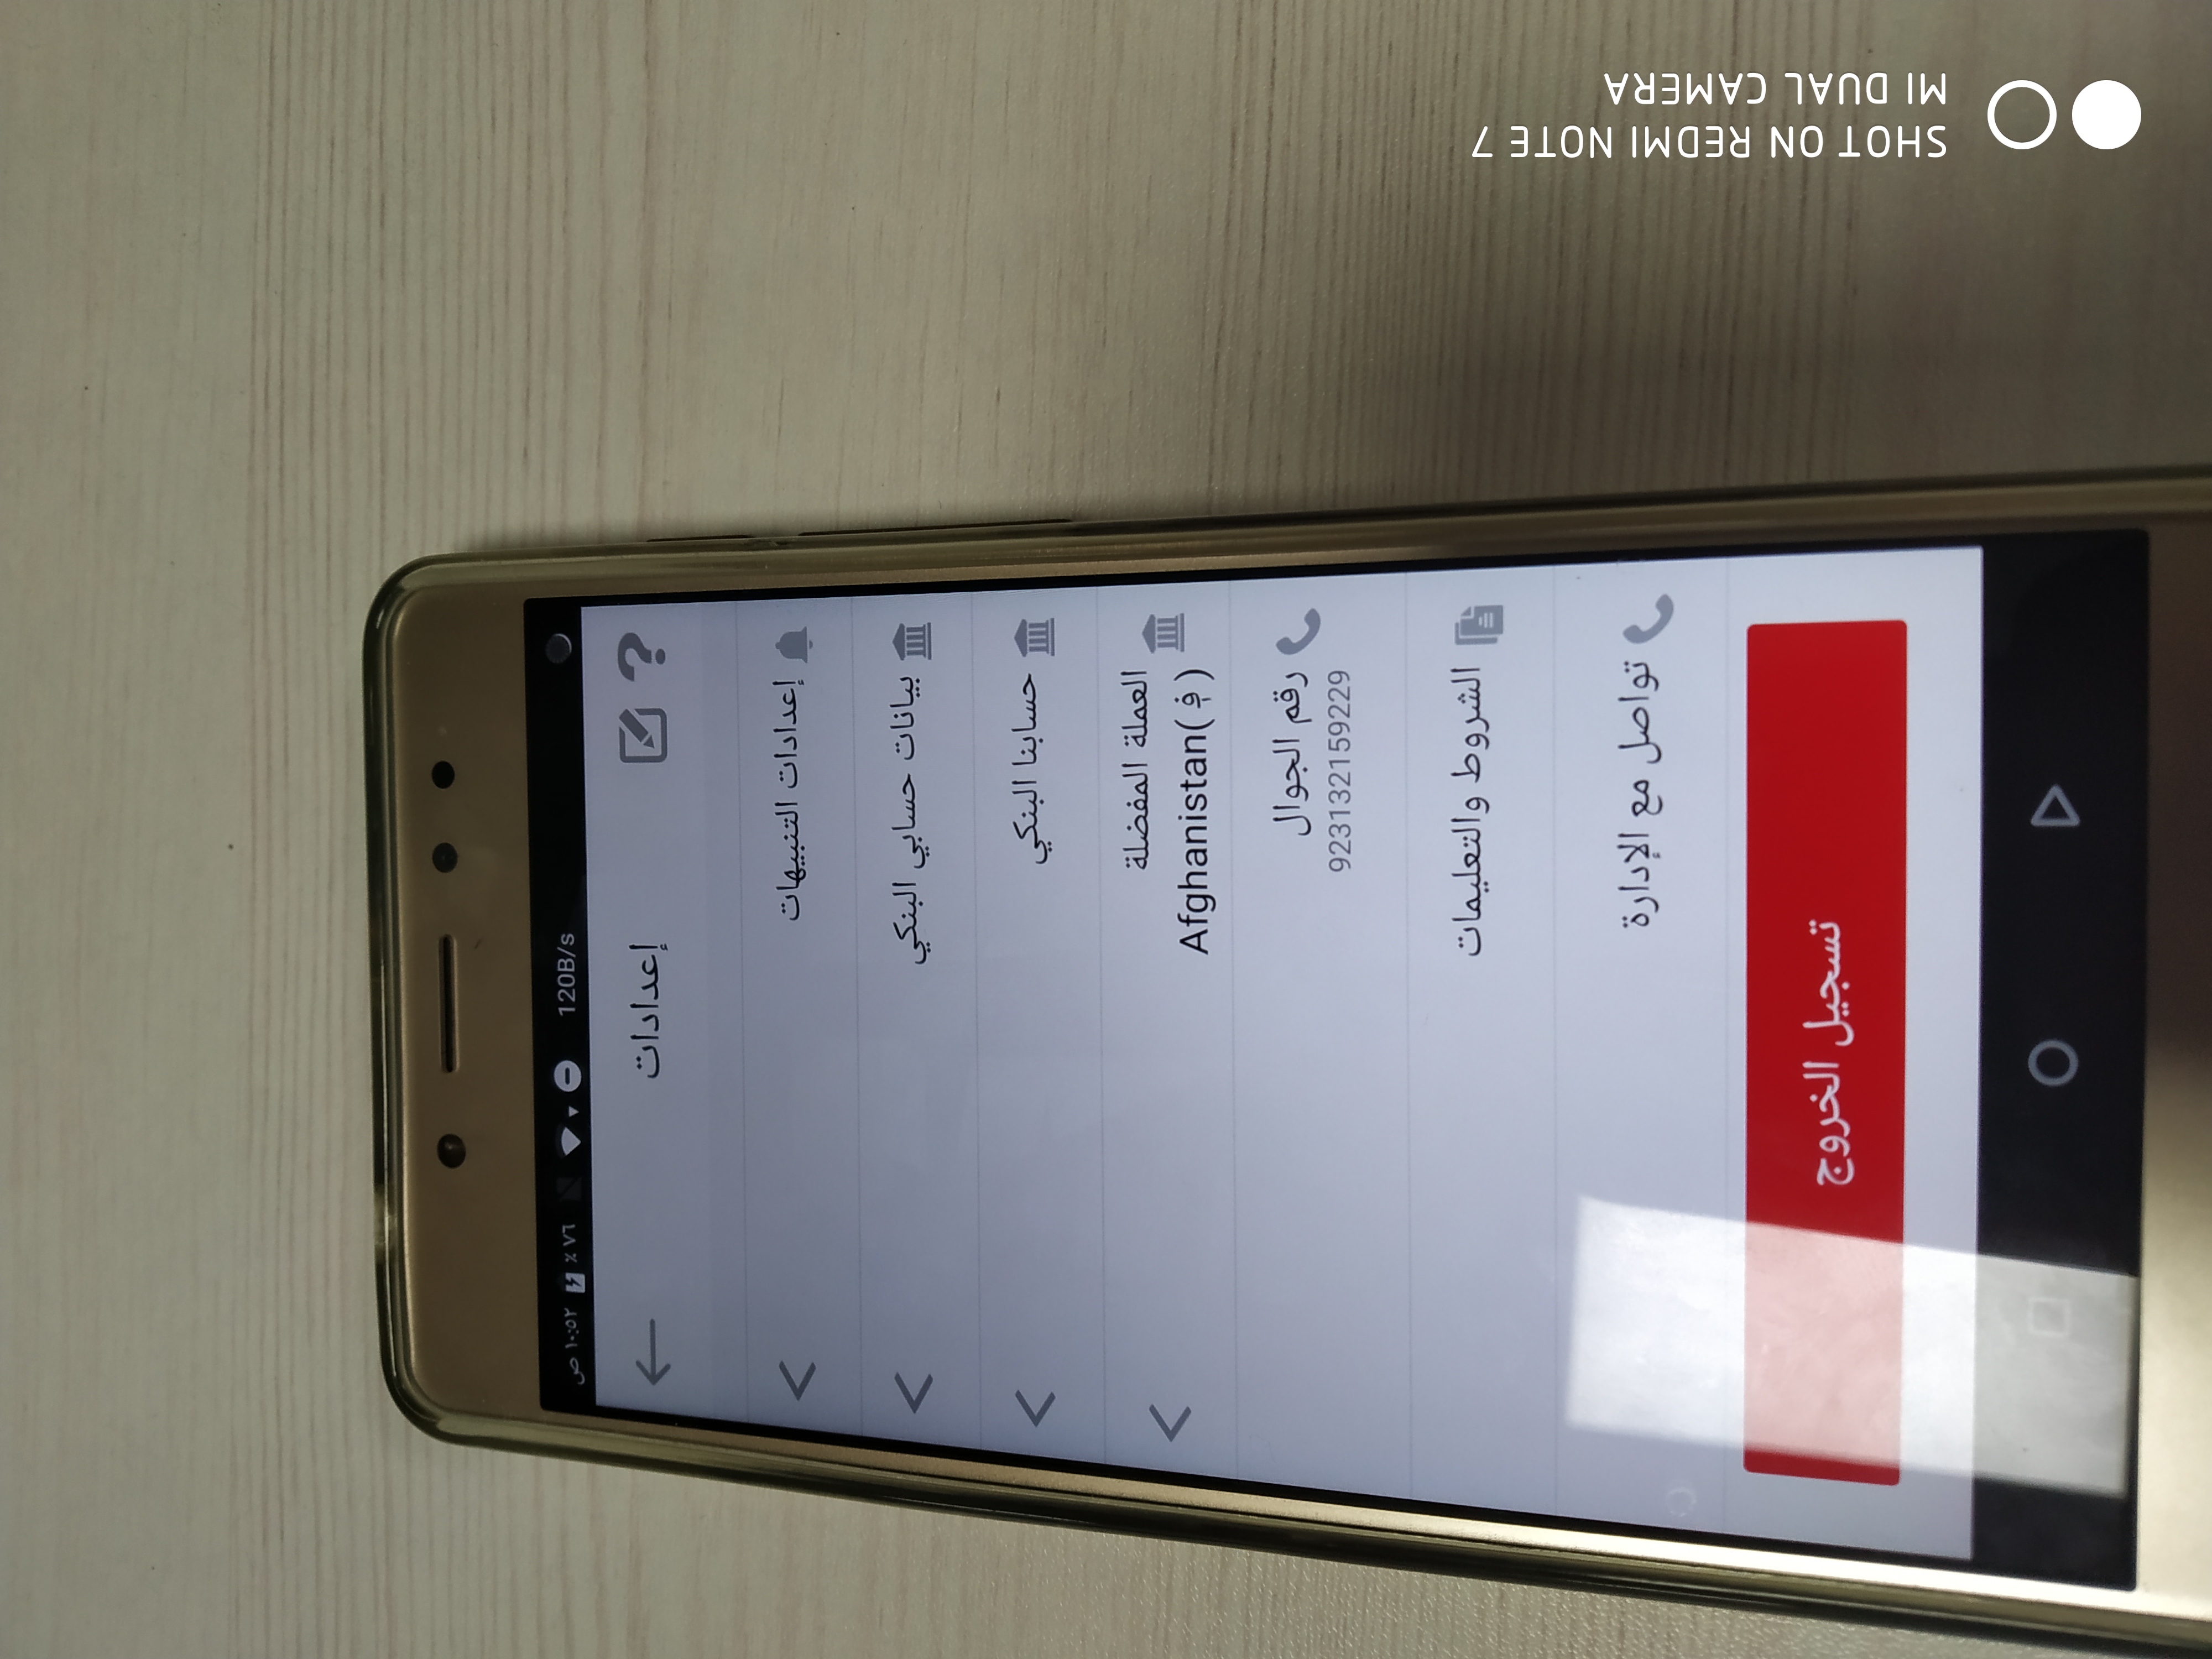 120B/s ٧٦٪ ١٠:٥٢ ص
إعدادات
إعدادات التنبيهات
بيانات حسابي البنكي
حسابنا البنكي
العملة المفضلة
Afghanistan(؋)
رقم الجوال
923132159229
الشروط والتعليمات
تواصل مع الإدارة
تسجيل الخروج
SHOT ON REDMI NOTE 7
MI DUAL CAMERA